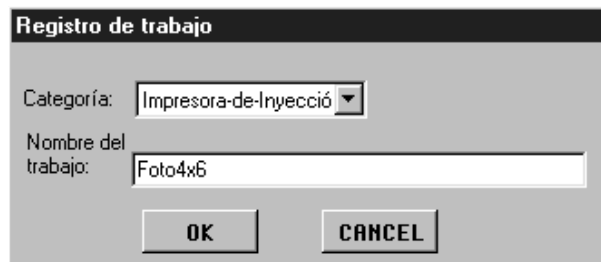 Registro de trabajo
Categoría: Impresora-de-Inyecció
Nombre del
trabajo: Foto4x6
OK CANCEL